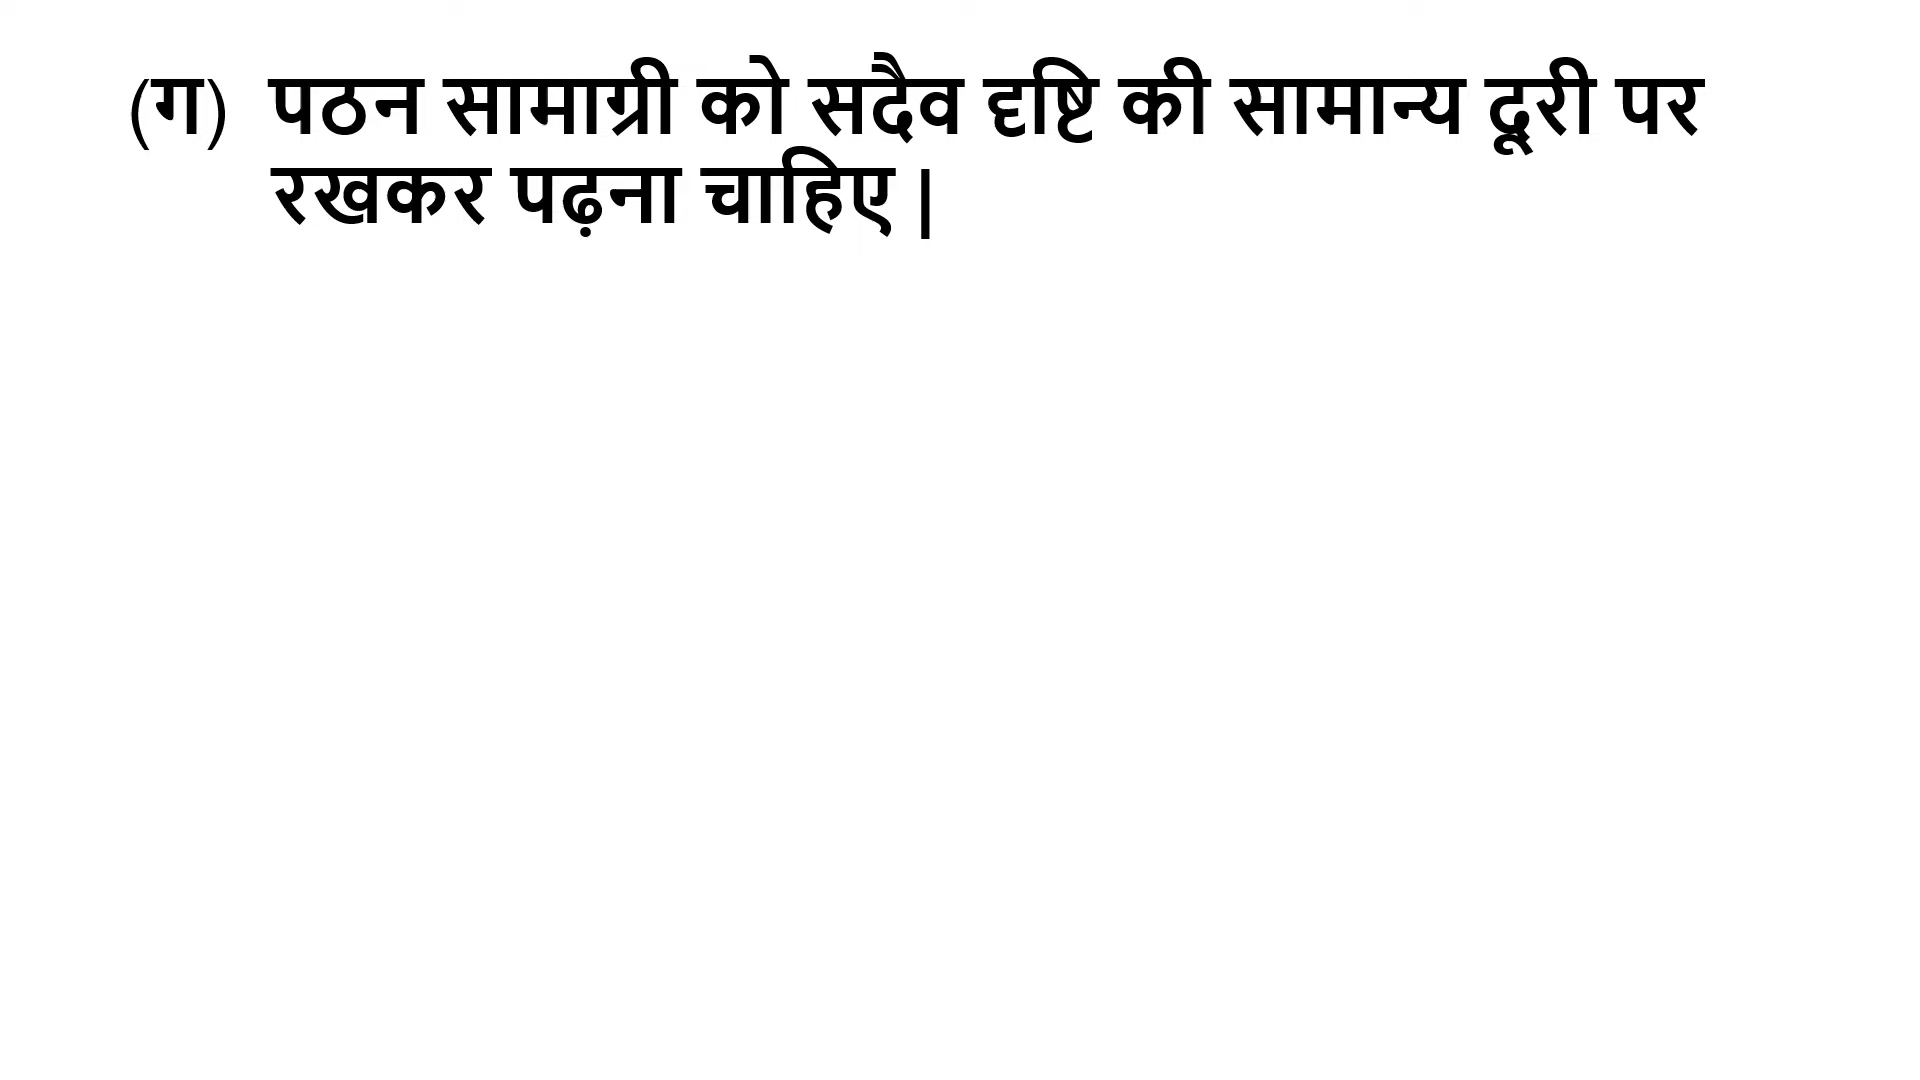 (ग) पठन सामाग्री को सदैव दृष्टि की सामान्य दूरी पर
रखकर पढ़ना चाहिए |